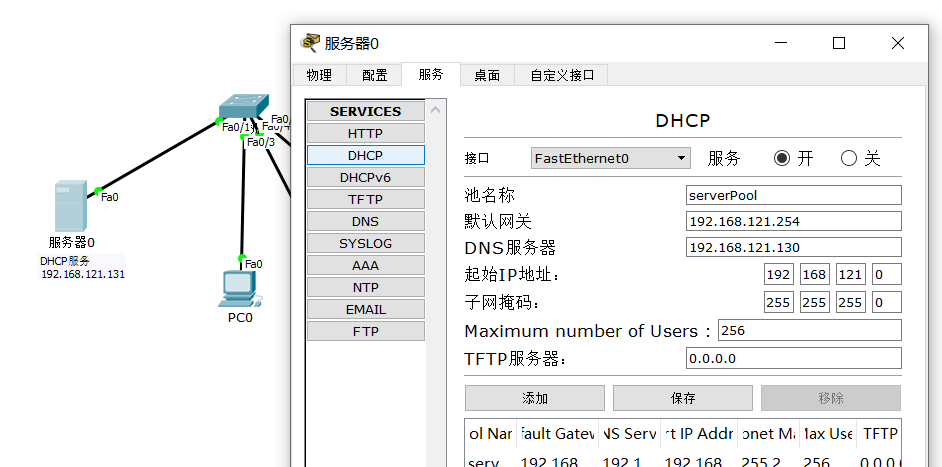 服务器0
物理 配置 服务 桌面 自定义接口
SERVICES
HTTP
DHCP
DHCPv6
TFTP
DNS
SYSLOG
AAA
NTP
EMAIL
FTP
DHCP
接口 FastEthernet0 服务 开 关
池名称 serverPool
默认网关 192.168.121.254
DNS服务器 192.168.121.130
起始IP地址: 192 168 121 0
子网掩码: 255 255 255 0
Maximum number of Users : 256
TFTP服务器: 0.0.0.0
添加 保存 移除
ol Nar fault Gatew NS Serv rt IP Addr onet Ma Max Use TFTP
serv 192.168 192.1 192.168 255.2 256 0.0.0.
Fa0/1
Fa0/3
Fa0
服务器0
DHCP服务
192.168.121.131
Fa0
PC0